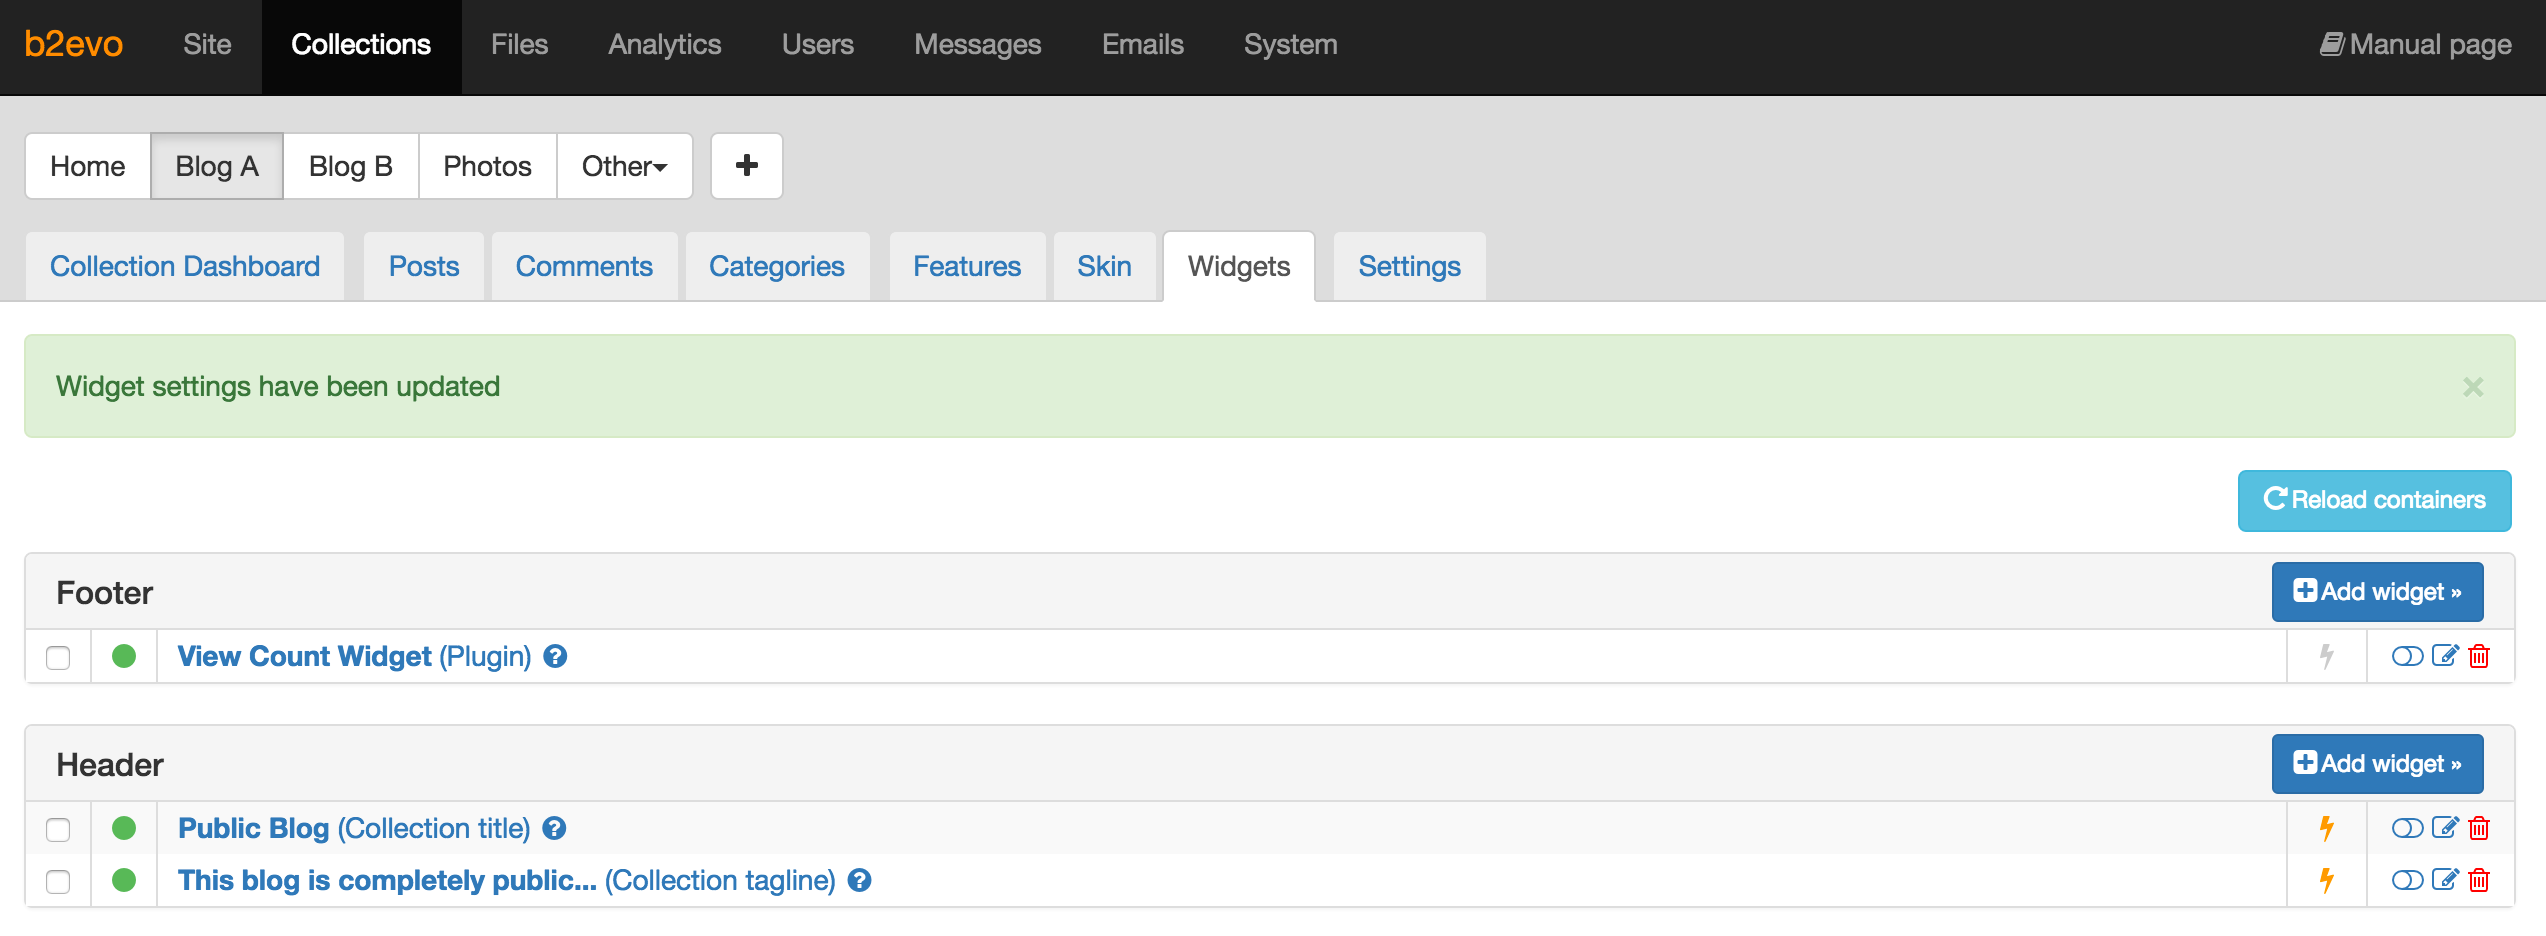 b2evo Site Collections Files Analytics Users Messages Emails System Manual page
Home Blog A Blog B Photos Other +
Collection Dashboard Posts Comments Categories Features Skin Widgets Settings
Widget settings have been updated ×
Reload containers
Footer Add widget »
View Count Widget (Plugin) ?
Header Add widget »
Public Blog (Collection title) ?
This blog is completely public... (Collection tagline) ?